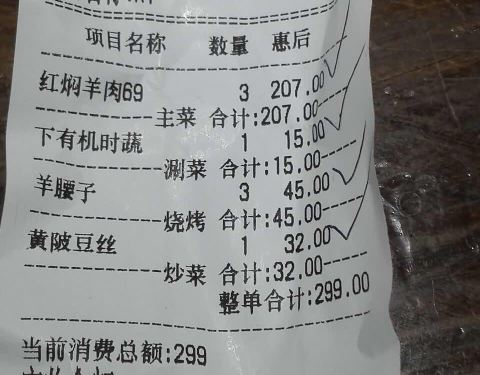 项目名称 数量 惠后
红焖羊肉69 3 207.00
主菜 合计:207.00
下有机时蔬 1 15.00
涮菜 合计:15.00
羊腰子 3 45.00
烧烤 合计:45.00
黄陂豆丝 1 32.00
炒菜 合计:32.00
整单合计:299.00
当前消费总额:299